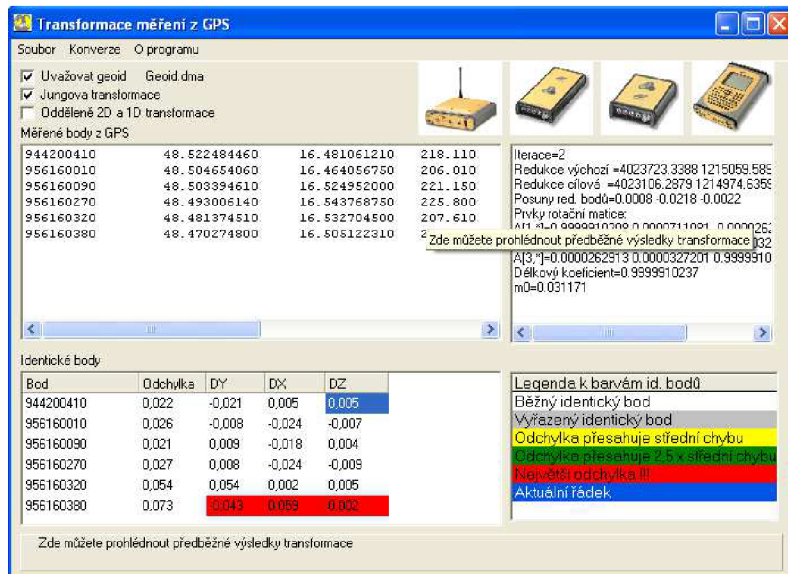 Transformace měření z GPS
Soubor Konverze O programu
Uvažovat geoid Geoid.dma
Jungova transformace
Odděleně 2D a 1D transformace
Měřené body z GPS
944200410 48.522484460 16.481061210 218.110
956160010 48.504654060 16.464056750 206.010
956160090 48.503394610 16.524952000 221.150
956160270 48.493006140 16.543768750 225.800
956160320 48.481374510 16.532704500 207.610
956160380 48.470274800 16.505122310
Iterace=2
Redukce výchozí =4023723.3388 1215059.589
Redukce cílová =4023106.2879 1214974.6359
Posuny red. bodů=0.0008 -0.0218 -0.0022
Prvky rotační matice:
Zde můžete prohlédnout předběžné výsledky transformace
A[3,*]=0.0000262913 0.0000327201 0.9999910
Délkový koeficient=0.9999910237
m0=0.031171
Identické body
Bod Odchylka DY DX DZ
944200410 0,022 -0,021 0,005 0,005
956160010 0,026 -0,008 -0,024 -0,007
956160090 0,021 0,009 -0,018 0,004
956160270 0,027 0,008 -0,024 -0,009
956160320 0,054 0,054 0,002 0,005
956160380 0,073 -0,043 0,059 0,002
Legenda k barvám id. bodů
Běžný identický bod
Vyřazený identický bod
Odchylka přesahuje střední chybu
Odchylka přesahuje 2,5 x střední chybu
Největší odchylka !!!
Aktuální řádek
Zde můžete prohlédnout předběžné výsledky transformace